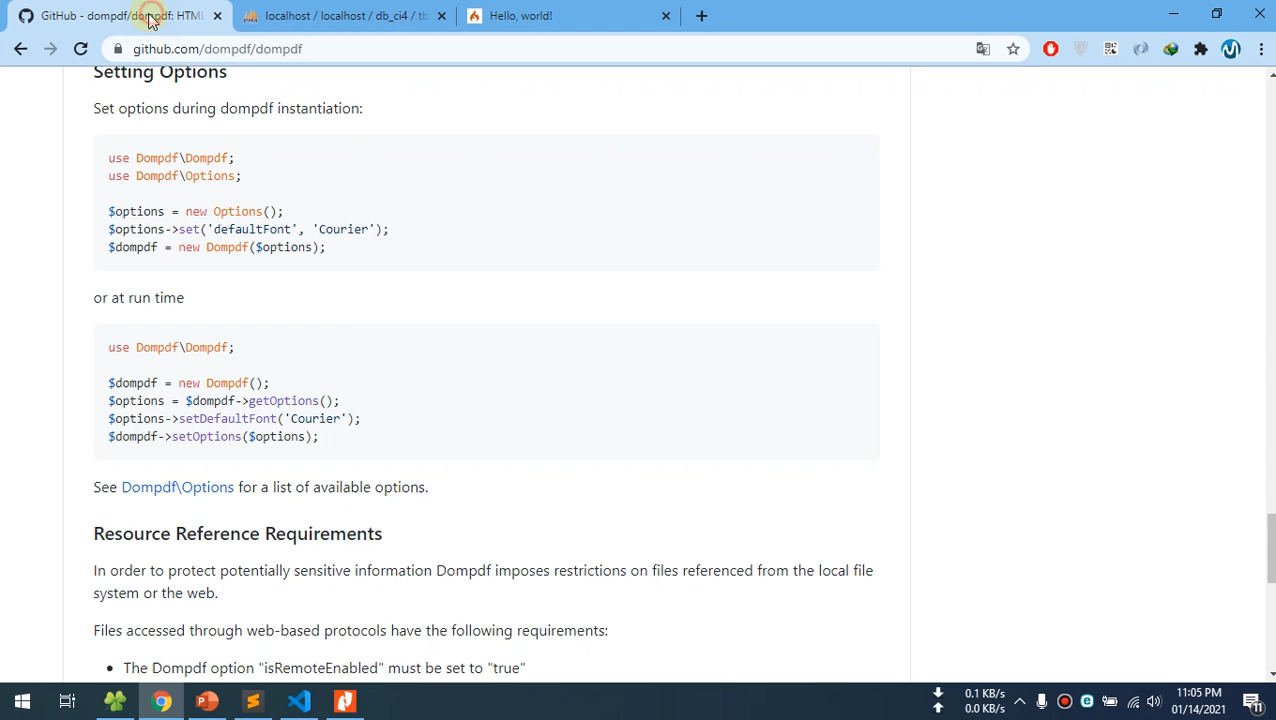 GitHub - dompdf/dompdf: HTML
localhost / localhost / db_ci4 / tb
Hello, world!
github.com/dompdf/dompdf
Setting Options
Set options during dompdf instantiation:
use Dompdf\Dompdf;
use Dompdf\Options;
$options = new Options();
$options->set('defaultFont', 'Courier');
$dompdf = new Dompdf($options);
or at run time
use Dompdf\Dompdf;
$dompdf = new Dompdf();
$options = $dompdf->getOptions();
$options->setDefaultFont('Courier');
$dompdf->setOptions($options);
See Dompdf\Options for a list of available options.
Resource Reference Requirements
In order to protect potentially sensitive information Dompdf imposes restrictions on files referenced from the local file
system or the web.
Files accessed through web-based protocols have the following requirements:
• The Dompdf option "isRemoteEnabled" must be set to "true"
0.1 KB/s
0.0 KB/s
11:05 PM
01/14/2021
11